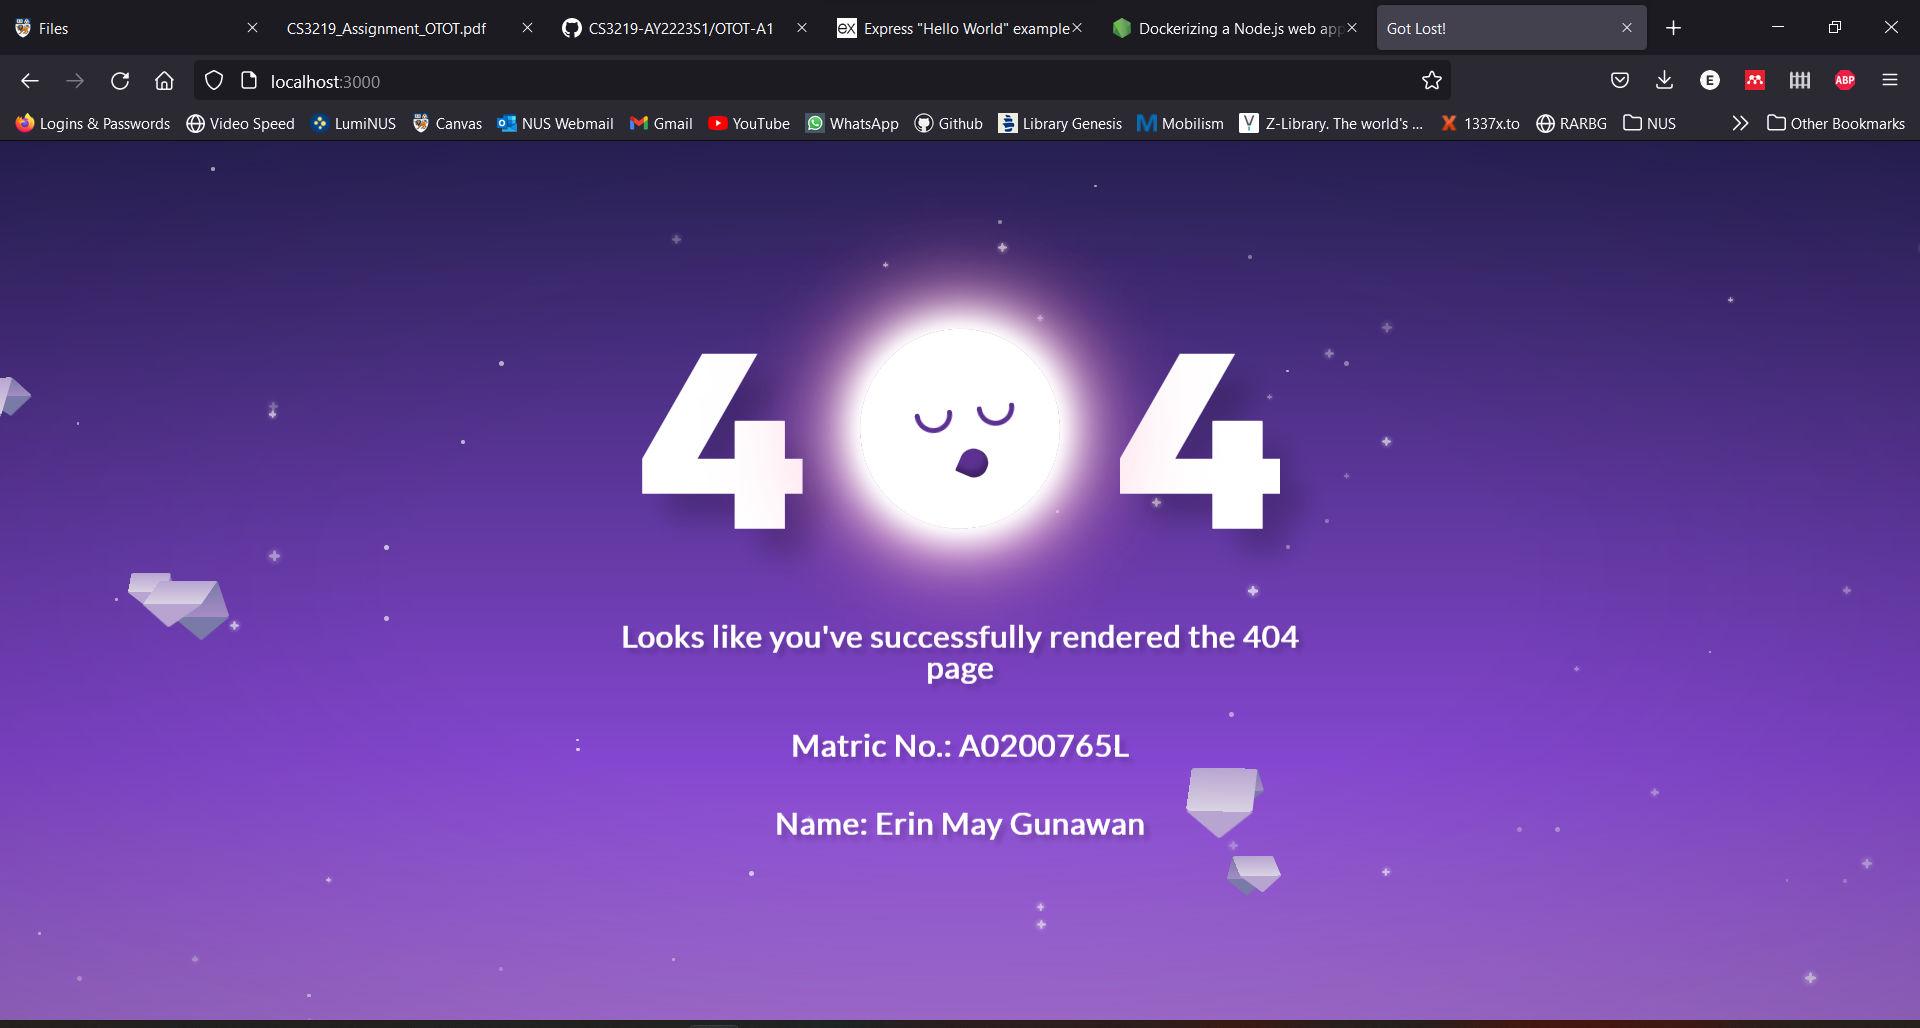 Files
CS3219_Assignment_OTOT.pdf
CS3219-AY2223S1/OTOT-A1
ex
Express "Hello World" example
Dockerizing a Node.js web app
Got Lost!
localhost:3000
E
ABP
Logins & Passwords
Video Speed
LumiNUS
Canvas
NUS Webmail
Gmail
YouTube
WhatsApp
Github
Library Genesis
Mobilism
Z-Library. The world's ...
1337x.to
RARBG
NUS
Other Bookmarks
4 4
Looks like you've successfully rendered the 404
page
Matric No.: A0200765L
Name: Erin May Gunawan